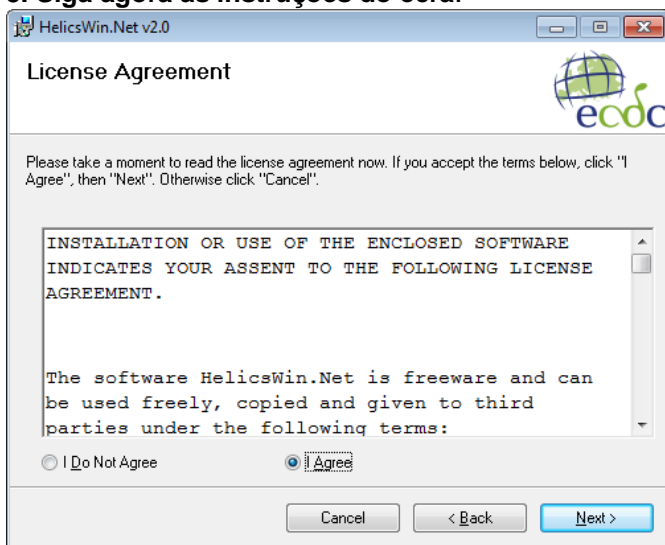 HelicsWin.Net v2.0
License Agreement
ecdc
Please take a moment to read the license agreement now. If you accept the terms below, click "I
Agree", then "Next". Otherwise click "Cancel".
INSTALLATION OR USE OF THE ENCLOSED SOFTWARE
INDICATES YOUR ASSENT TO THE FOLLOWING LICENSE
AGREEMENT.
The software HelicsWin.Net is freeware and can
be used freely, copied and given to third
parties under the following terms:
I Do Not Agree
I Agree
Cancel
< Back
Next >